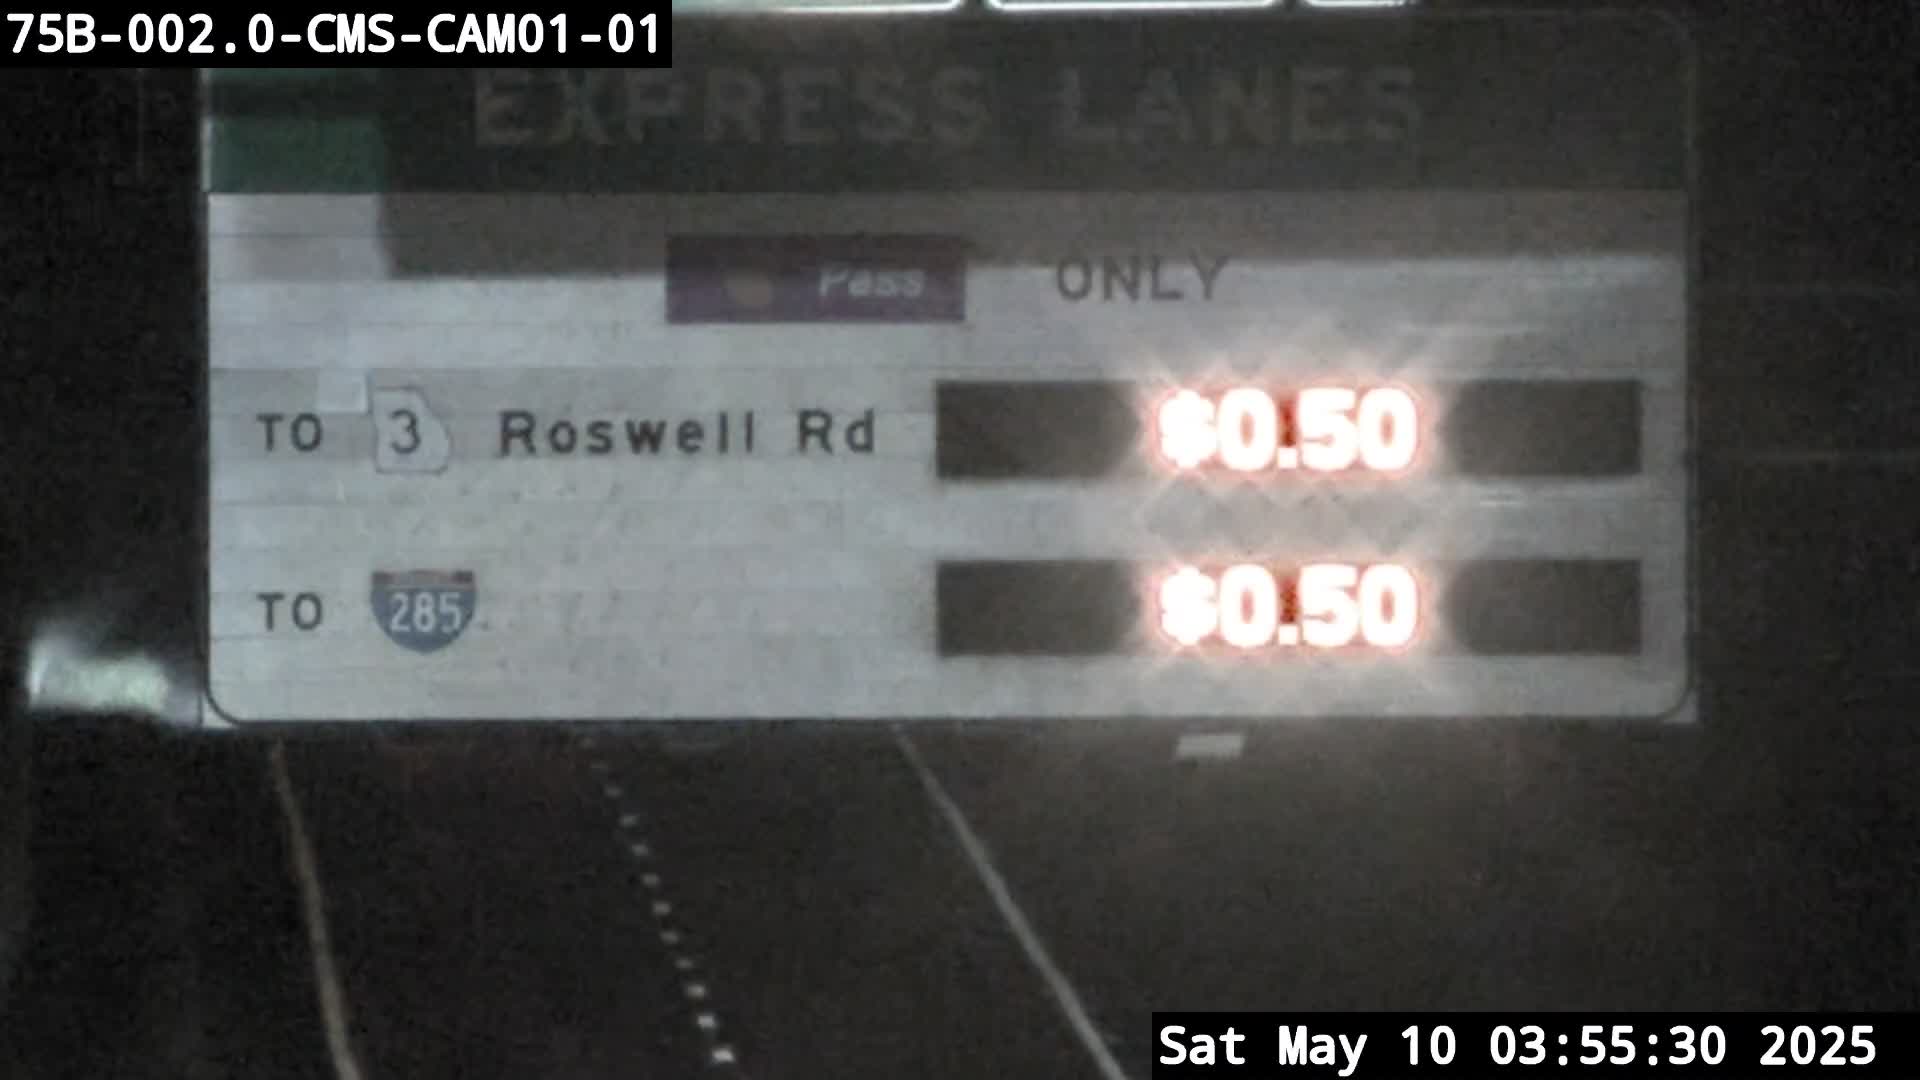 75B-002.0-CMS-CAM01-01
EXPRESS LANES
Pass ONLY
TO 3 Roswell Rd $0.50
TO 285 $0.50
Sat May 10 03:55:30 2025